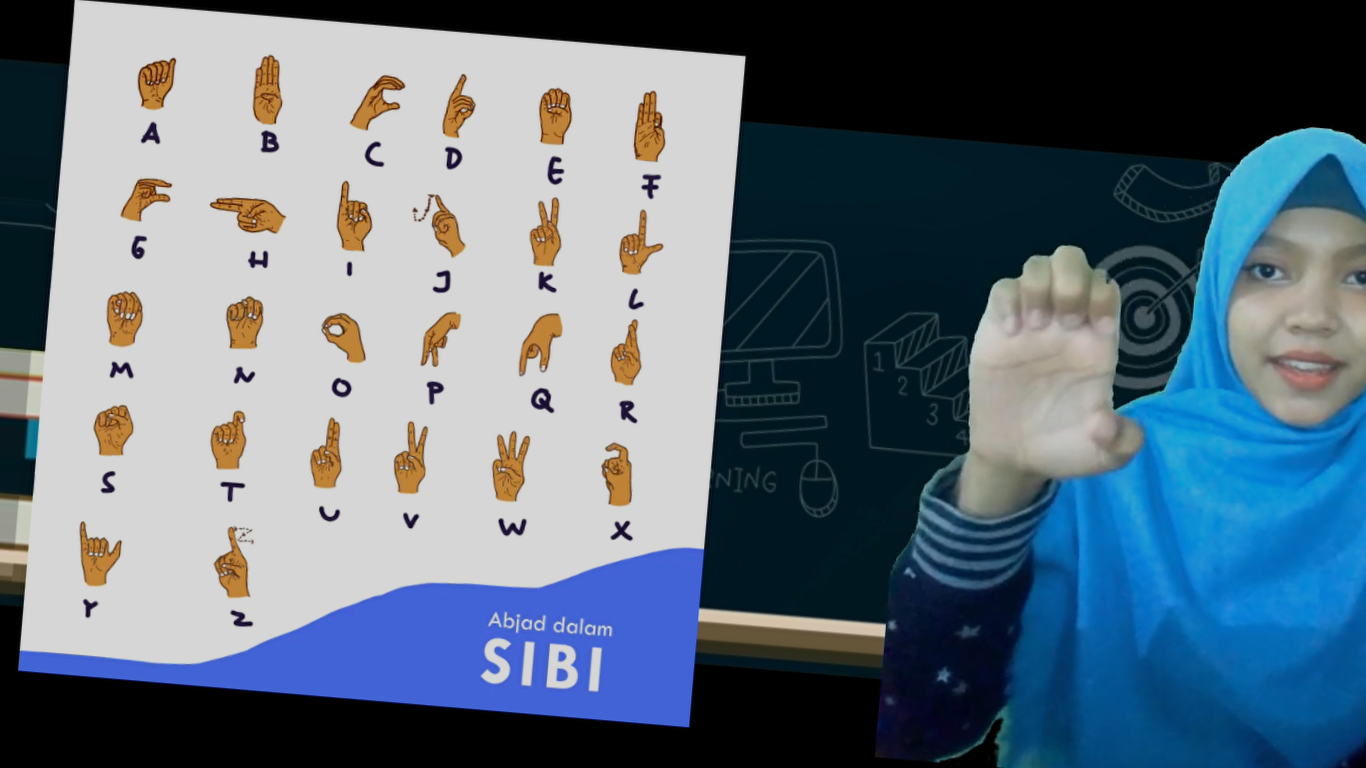 A B C D E F
G H I J K L
M N O P Q R
S T U V W X
Y Z
Abjad dalam
SIBI
1
2
3
4
NING